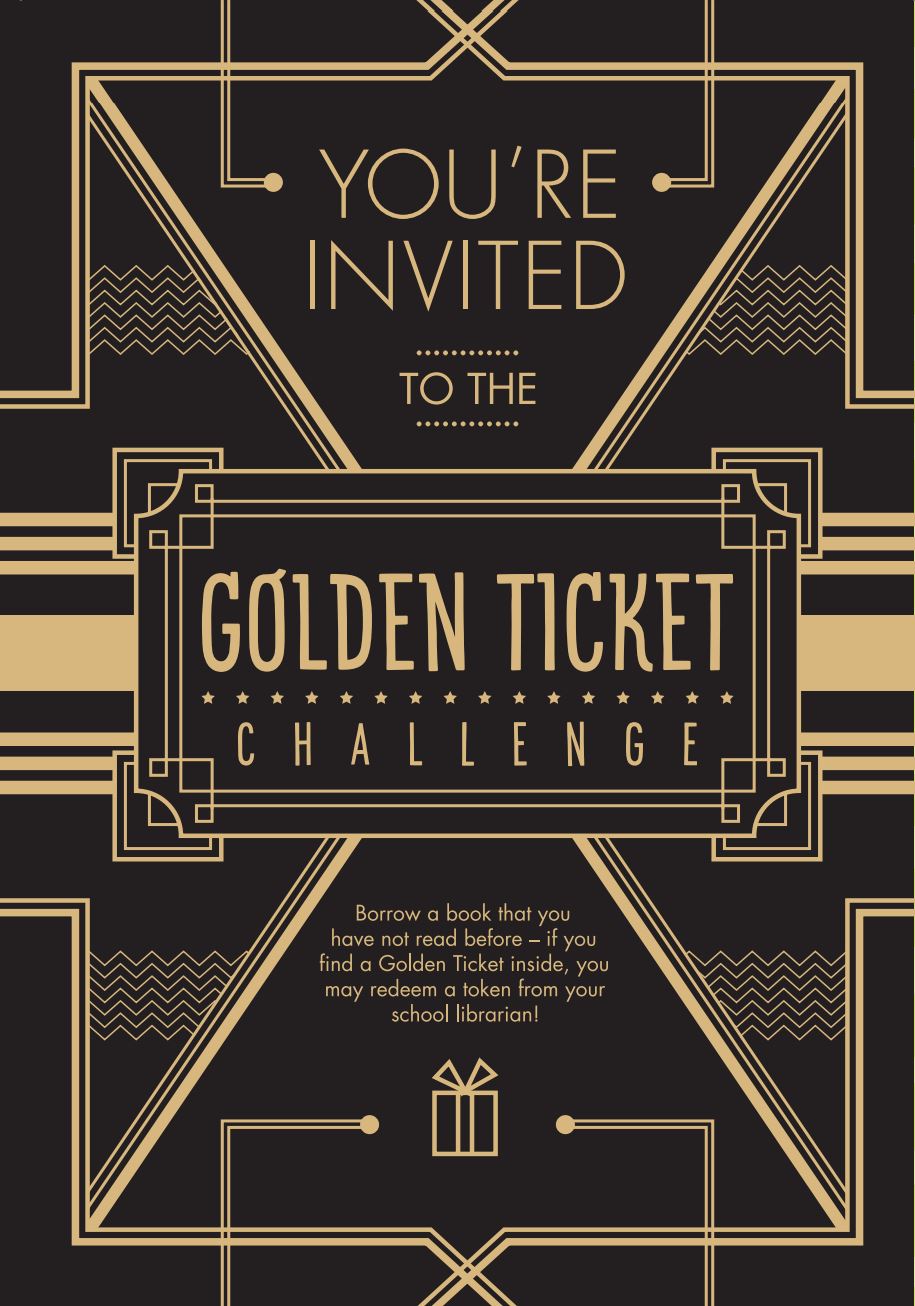 YOU'RE
INVITED
TO THE
GOLDEN TICKET
CHALLENGE
Borrow a book that you
have not read before – if you
find a Golden Ticket inside, you
may redeem a token from your
school librarian!